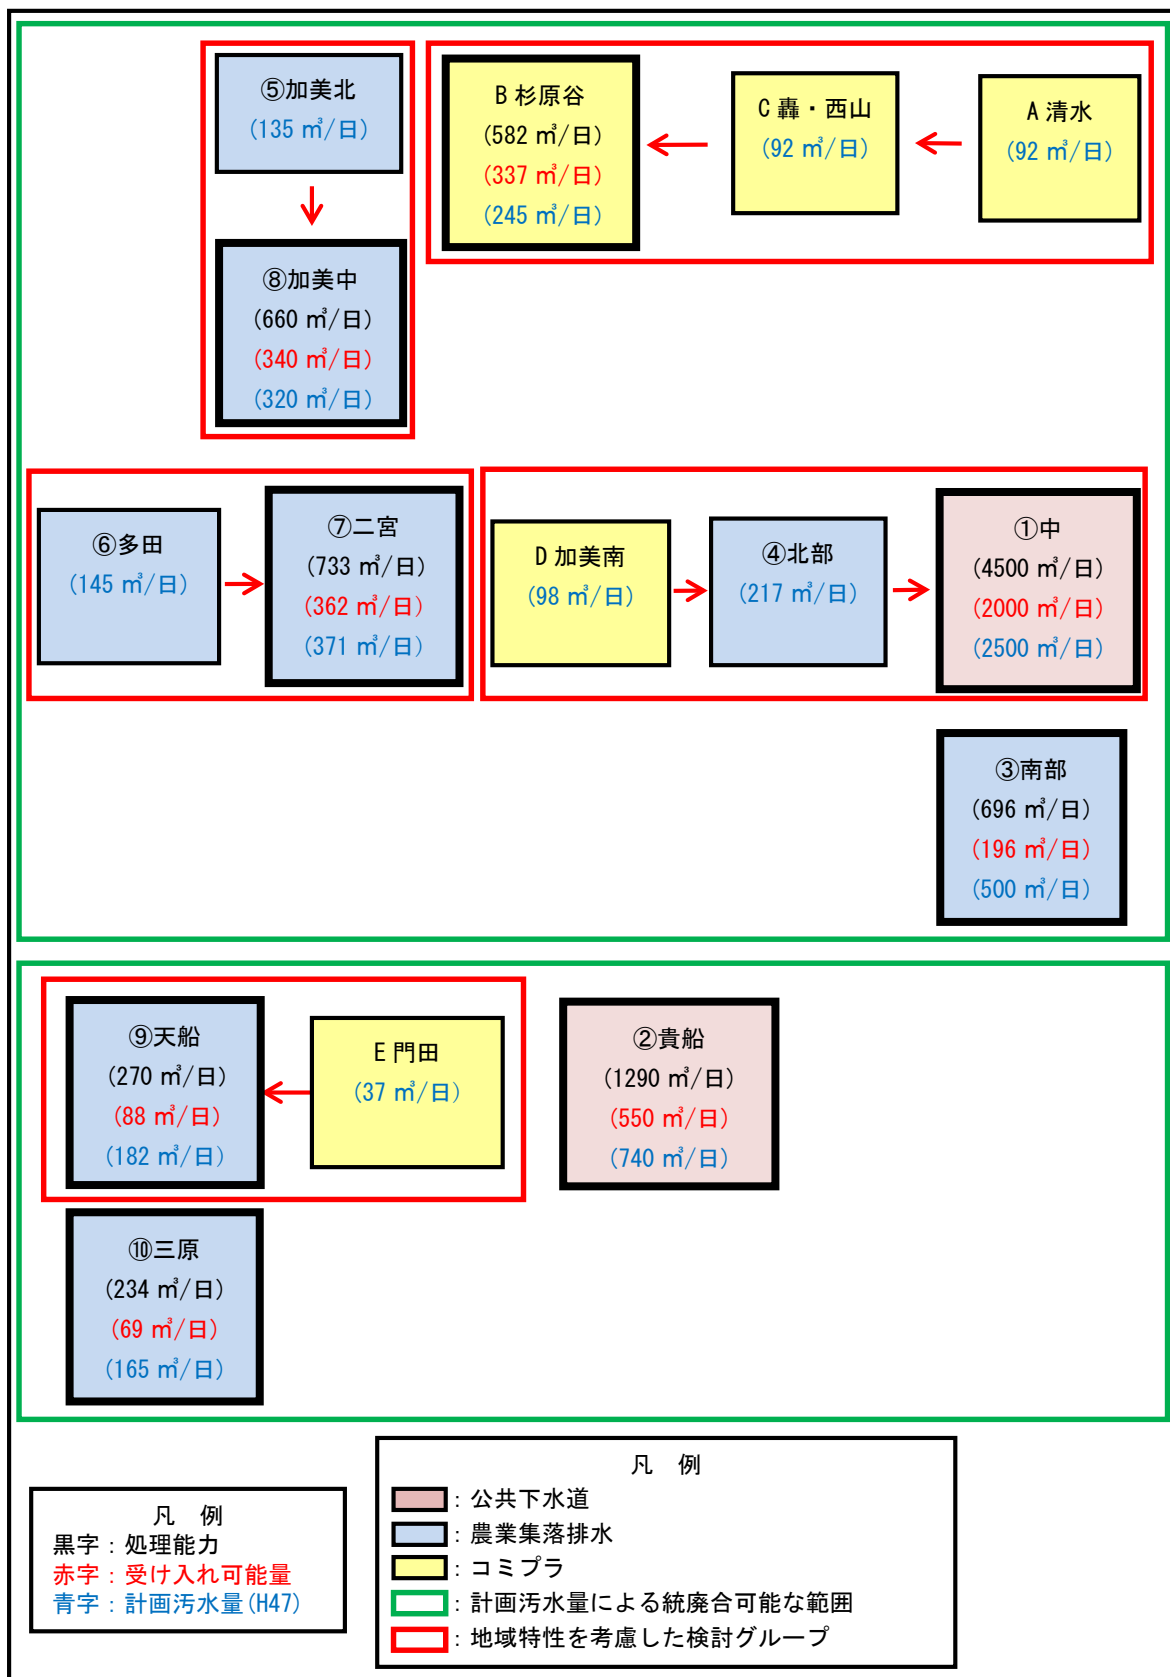 ⑤加美北
(135 ㎥/日)
⑧加美中
(660 ㎥/日)
(340 ㎥/日)
(320 ㎥/日)
B 杉原谷
(582 ㎥/日)
(337 ㎥/日)
(245 ㎥/日)
C 轟・西山
(92 ㎥/日)
A 清水
(92 ㎥/日)
⑥多田
(145 ㎥/日)
⑦二宮
(733 ㎥/日)
(362 ㎥/日)
(371 ㎥/日)
D 加美南
(98 ㎥/日)
④北部
(217 ㎥/日)
①中
(4500 ㎥/日)
(2000 ㎥/日)
(2500 ㎥/日)
③南部
(696 ㎥/日)
(196 ㎥/日)
(500 ㎥/日)
⑨天船
(270 ㎥/日)
(88 ㎥/日)
(182 ㎥/日)
E 門田
(37 ㎥/日)
②貴船
(1290 ㎥/日)
(550 ㎥/日)
(740 ㎥/日)
⑩三原
(234 ㎥/日)
(69 ㎥/日)
(165 ㎥/日)
凡　例
黒字：処理能力
赤字：受け入れ可能量
青字：計画汚水量(H47)
凡　例
：公共下水道
：農業集落排水
：コミプラ
：計画汚水量による統廃合可能な範囲
：地域特性を考慮した検討グループ